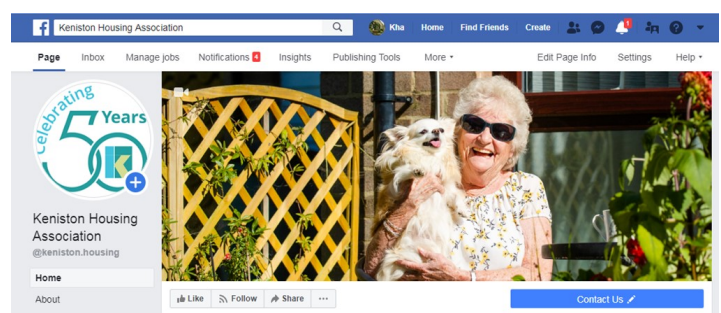 Keniston Housing Association
Kha
Home
Find Friends
Create
1
?
Page
Inbox
Manage jobs
Notifications 4
Insights
Publishing Tools
More
Edit Page Info
Settings
Help
Celebrating
50 Years
Keniston Housing
Association
@keniston.housing
Home
About
Like
Follow
Share
...
Contact Us